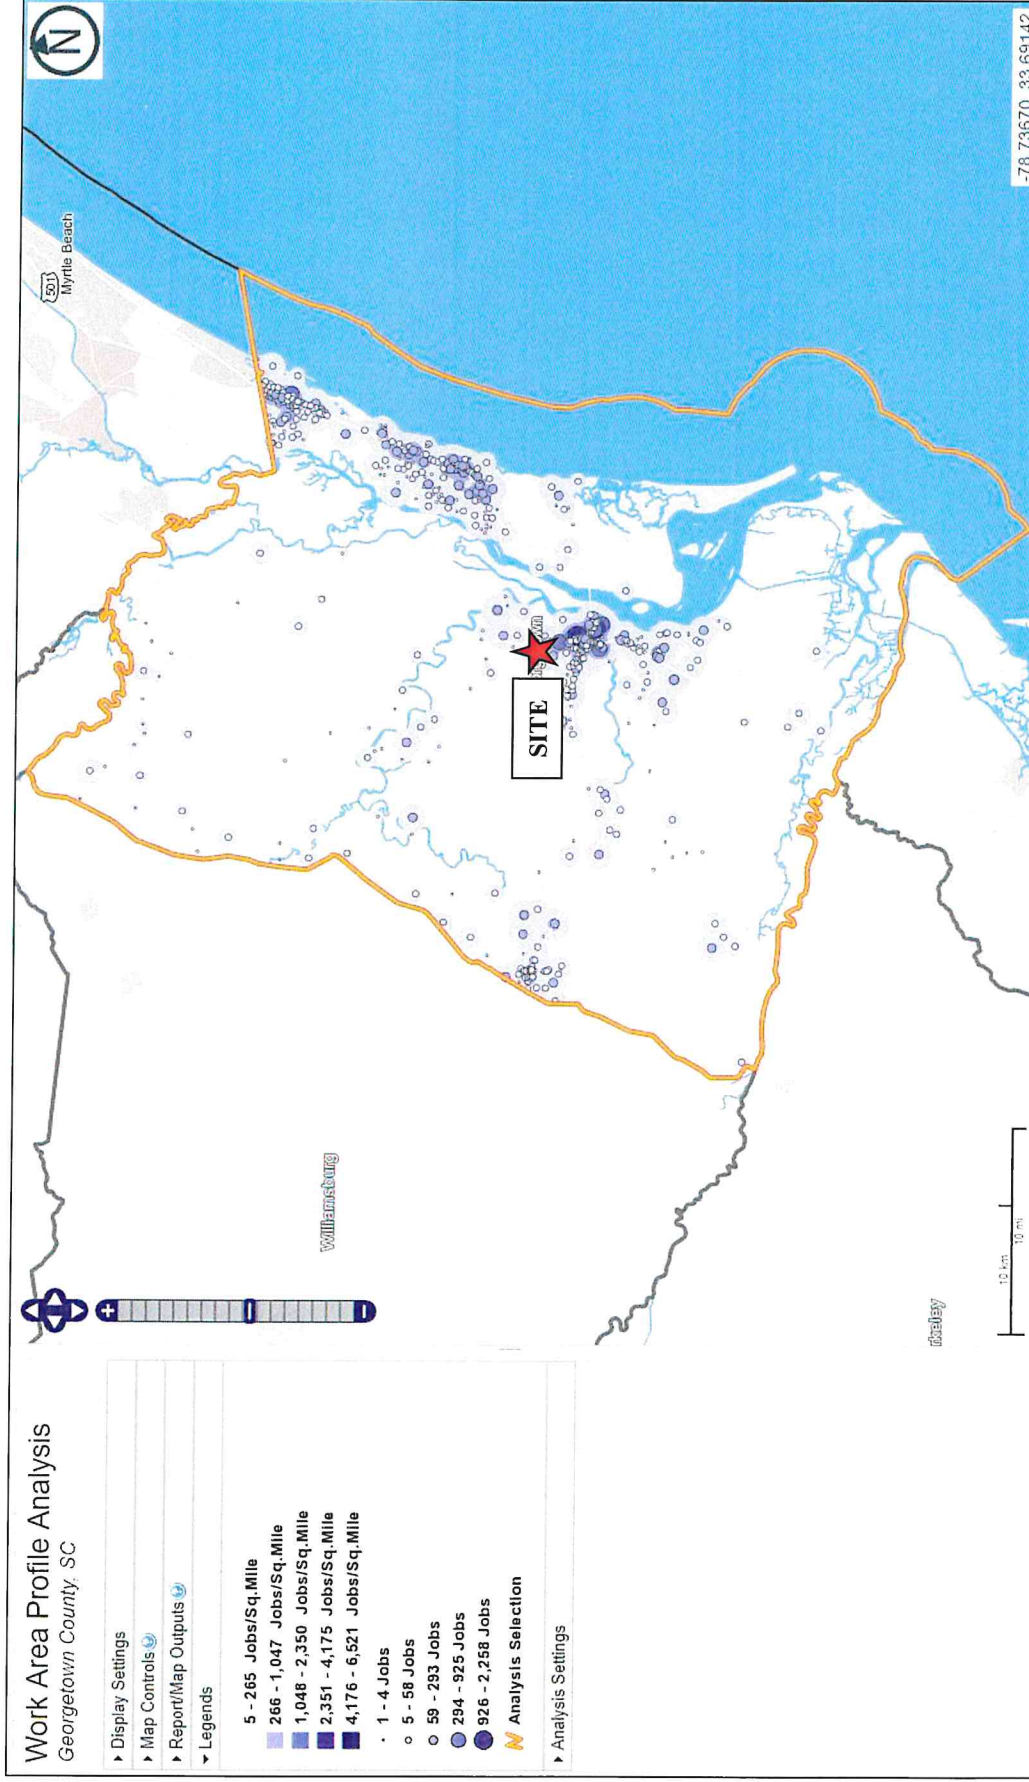 Work Area Profile Analysis
Georgetown County, SC
Display Settings
Map Controls
Report/Map Outputs
Legends
5 - 265 Jobs/Sq.Mile
266 - 1,047 Jobs/Sq.Mile
1,048 - 2,350 Jobs/Sq.Mile
2,351 - 4,175 Jobs/Sq.Mile
4,176 - 6,521 Jobs/Sq.Mile
1 - 4 Jobs
5 - 58 Jobs
59 - 293 Jobs
294 - 925 Jobs
926 - 2,258 Jobs
Analysis Selection
Analysis Settings
N
501
Myrtle Beach
Williamsburg
SITE
rkeley
10 km
10 mi
-78.73670, 33.69142